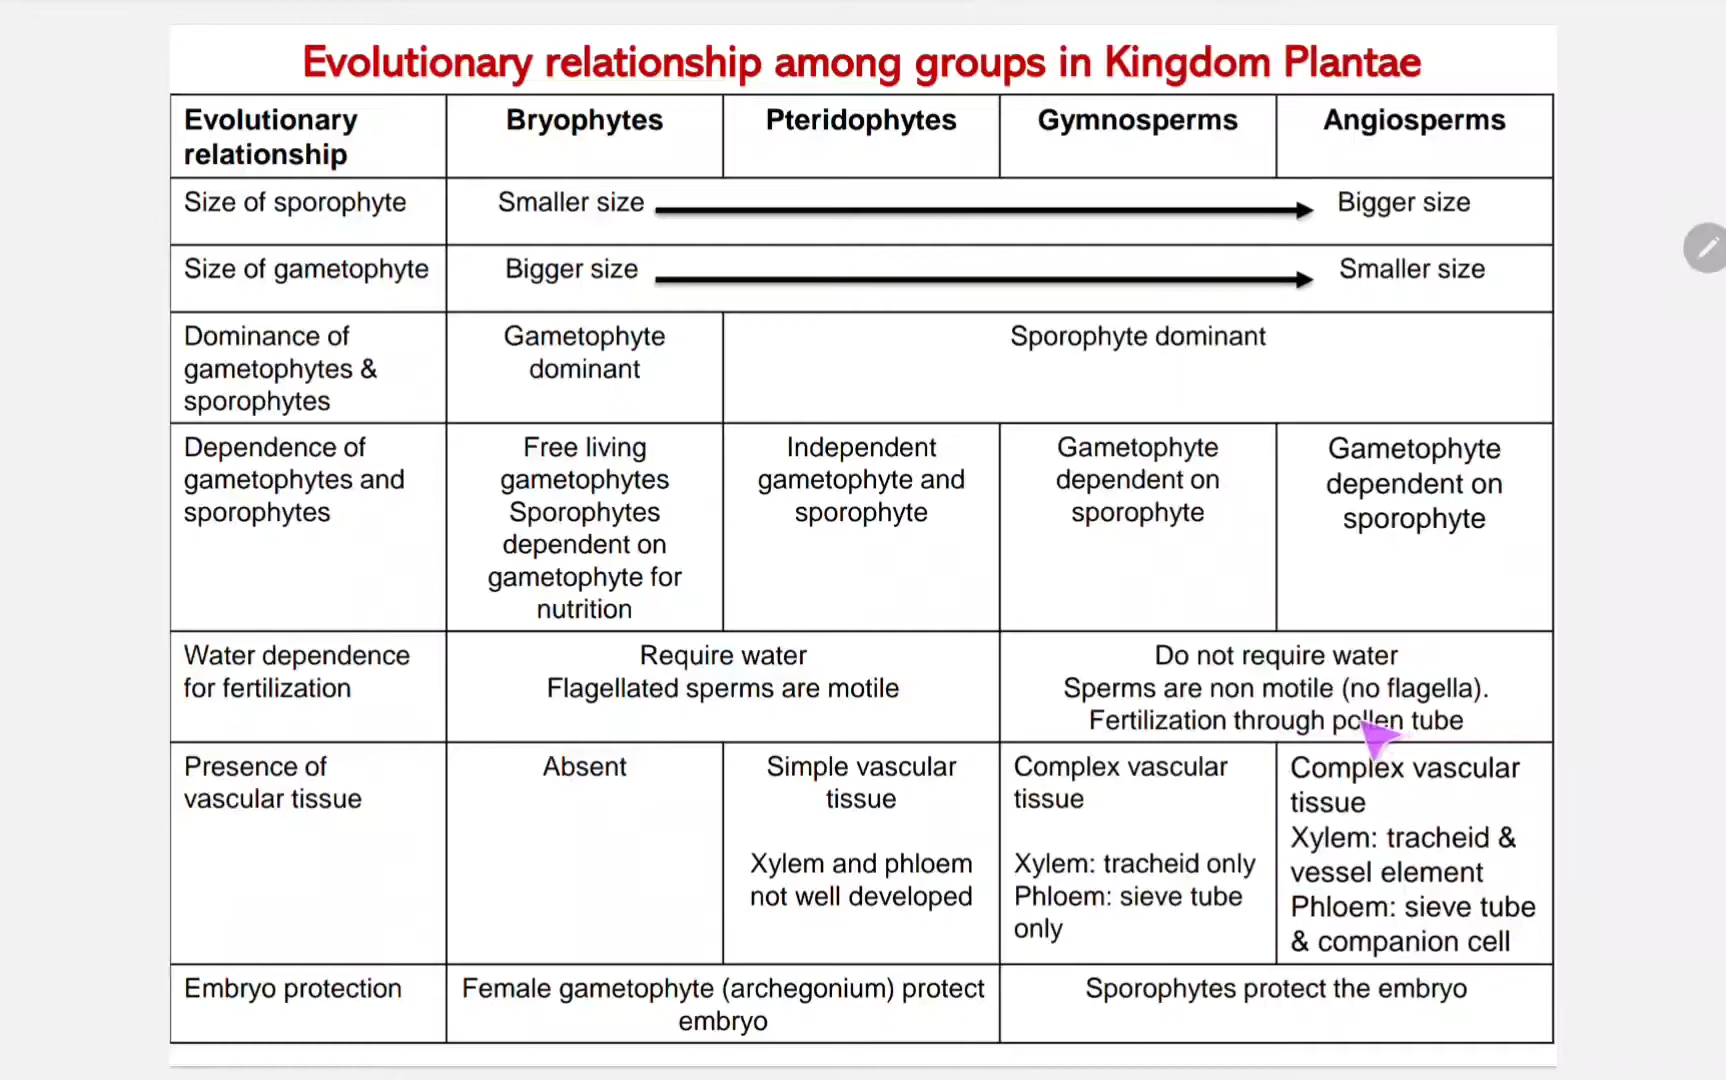 Evolutionary relationship among groups in Kingdom Plantae
Evolutionary
relationship
Bryophytes
Pteridophytes
Gymnosperms
Angiosperms
Size of sporophyte
Smaller size
Bigger size
Size of gametophyte
Bigger size
Smaller size
Dominance of
gametophytes &
sporophytes
Gametophyte
dominant
Sporophyte dominant
Dependence of
gametophytes and
sporophytes
Free living
gametophytes
Sporophytes
dependent on
gametophyte for
nutrition
Independent
gametophyte and
sporophyte
Gametophyte
dependent on
sporophyte
Gametophyte
dependent on
sporophyte
Water dependence
for fertilization
Require water
Flagellated sperms are motile
Do not require water
Sperms are non motile (no flagella).
Fertilization through pollen tube
Presence of
vascular tissue
Absent
Simple vascular
tissue
Xylem and phloem
not well developed
Complex vascular
tissue
Xylem: tracheid only
Phloem: sieve tube
only
Complex vascular
tissue
Xylem: tracheid &
vessel element
Phloem: sieve tube
& companion cell
Embryo protection
Female gametophyte (archegonium) protect
embryo
Sporophytes protect the embryo